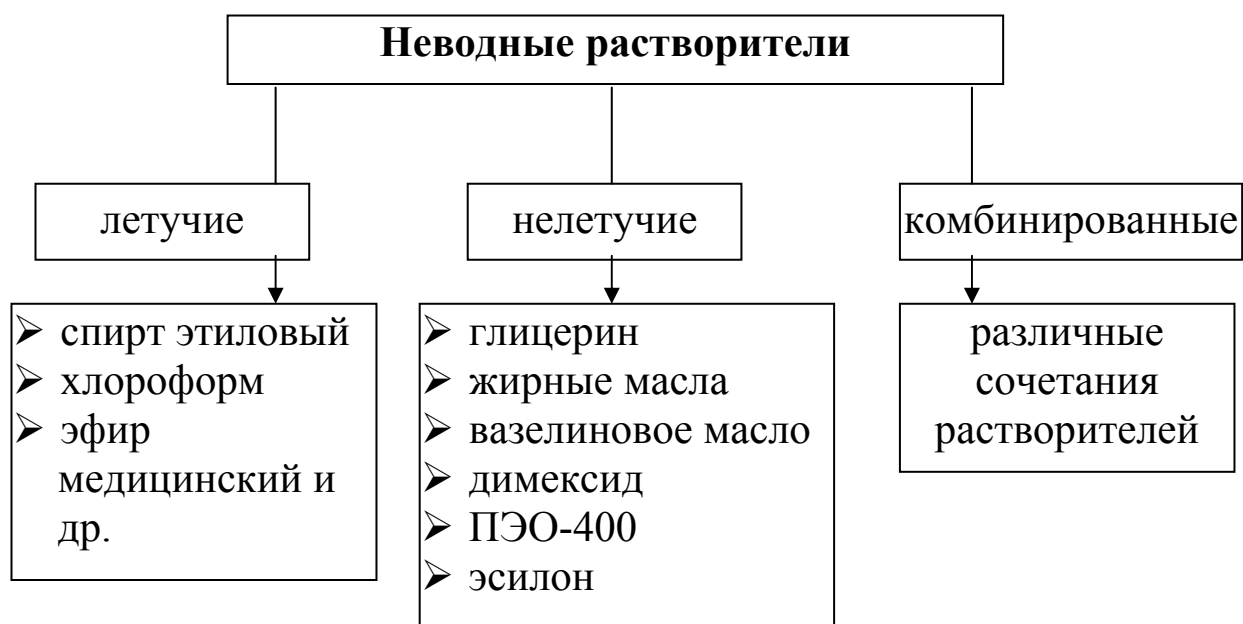 Неводные растворители
летучие
нелетучие
комбинированные
➢ спирт этиловый
➢ хлороформ
➢ эфир
медицинский и
др.
➢ глицерин
➢ жирные масла
➢ вазелиновое масло
➢ димексид
➢ ПЭО-400
➢ эсилон
различные
сочетания
растворителей